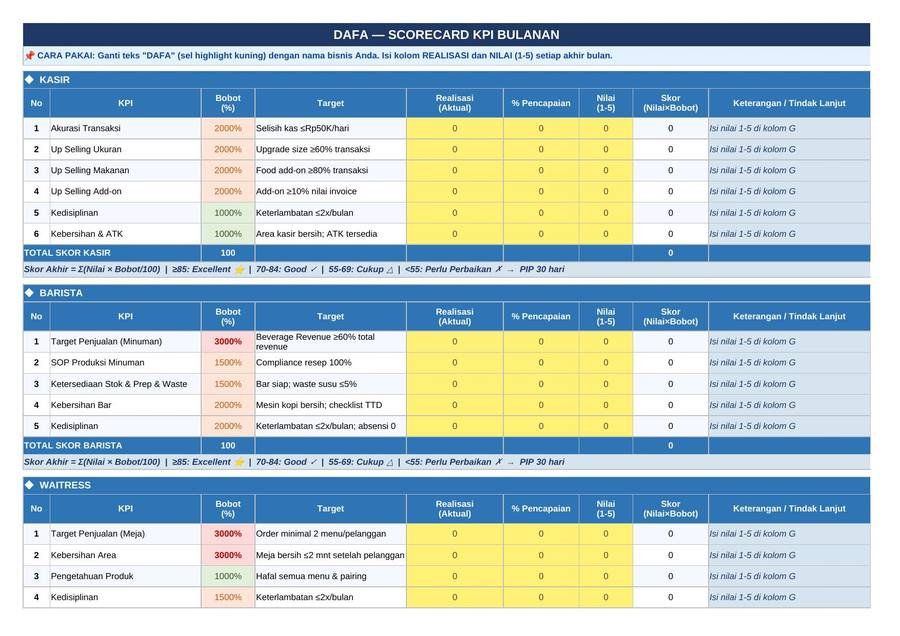 DAFA — SCORECARD KPI BULANAN
📌 CARA PAKAI: Ganti teks "DAFA" (sel highlight kuning) dengan nama bisnis Anda. Isi kolom REALISASI dan NILAI (1-5) setiap akhir bulan.
◆ KASIR
No KPI Bobot (%) Target Realisasi (Aktual) % Pencapaian Nilai (1-5) Skor (Nilai×Bobot) Keterangan / Tindak Lanjut
1 Akurasi Transaksi 2000% Selisih kas ≤Rp50K/hari 0 0 0 0 Isi nilai 1-5 di kolom G
2 Up Selling Ukuran 2000% Upgrade size ≥60% transaksi 0 0 0 0 Isi nilai 1-5 di kolom G
3 Up Selling Makanan 2000% Food add-on ≥80% transaksi 0 0 0 0 Isi nilai 1-5 di kolom G
4 Up Selling Add-on 2000% Add-on ≥10% nilai invoice 0 0 0 0 Isi nilai 1-5 di kolom G
5 Kedisiplinan 1000% Keterlambatan ≤2x/bulan 0 0 0 0 Isi nilai 1-5 di kolom G
6 Kebersihan & ATK 1000% Area kasir bersih; ATK tersedia 0 0 0 0 Isi nilai 1-5 di kolom G
TOTAL SKOR KASIR 100 0
Skor Akhir = Σ(Nilai × Bobot/100) | ≥85: Excellent ⭐ | 70-84: Good ✓ | 55-69: Cukup △ | <55: Perlu Perbaikan ✗ → PIP 30 hari
◆ BARISTA
No KPI Bobot (%) Target Realisasi (Aktual) % Pencapaian Nilai (1-5) Skor (Nilai×Bobot) Keterangan / Tindak Lanjut
1 Target Penjualan (Minuman) 3000% Beverage Revenue ≥60% total revenue 0 0 0 0 Isi nilai 1-5 di kolom G
2 SOP Produksi Minuman 1500% Compliance resep 100% 0 0 0 0 Isi nilai 1-5 di kolom G
3 Ketersediaan Stok & Prep & Waste 1500% Bar siap; waste susu ≤5% 0 0 0 0 Isi nilai 1-5 di kolom G
4 Kebersihan Bar 2000% Mesin kopi bersih; checklist TTD 0 0 0 0 Isi nilai 1-5 di kolom G
5 Kedisiplinan 2000% Keterlambatan ≤2x/bulan; absensi 0 0 0 0 0 Isi nilai 1-5 di kolom G
TOTAL SKOR BARISTA 100 0
Skor Akhir = Σ(Nilai × Bobot/100) | ≥85: Excellent ⭐ | 70-84: Good ✓ | 55-69: Cukup △ | <55: Perlu Perbaikan ✗ → PIP 30 hari
◆ WAITRESS
No KPI Bobot (%) Target Realisasi (Aktual) % Pencapaian Nilai (1-5) Skor (Nilai×Bobot) Keterangan / Tindak Lanjut
1 Target Penjualan (Meja) 3000% Order minimal 2 menu/pelanggan 0 0 0 0 Isi nilai 1-5 di kolom G
2 Kebersihan Area 3000% Meja bersih ≤2 mnt setelah pelanggan 0 0 0 0 Isi nilai 1-5 di kolom G
3 Pengetahuan Produk 1000% Hafal semua menu & pairing 0 0 0 0 Isi nilai 1-5 di kolom G
4 Kedisiplinan 1500% Keterlambatan ≤2x/bulan 0 0 0 0 Isi nilai 1-5 di kolom G